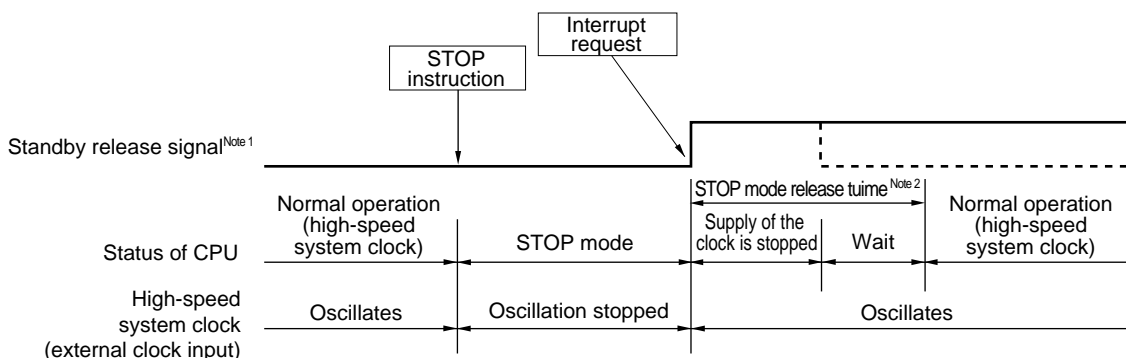 Interrupt
request
STOP
instruction
Standby release signal Note 1
STOP mode release tuime Note 2
Normal operation
(high-speed
system clock)
Supply of the
clock is stopped
Normal operation
(high-speed
system clock)
Status of CPU
STOP mode
Wait
High-speed
system clock
(external clock input)
Oscillates
Oscillation stopped
Oscillates